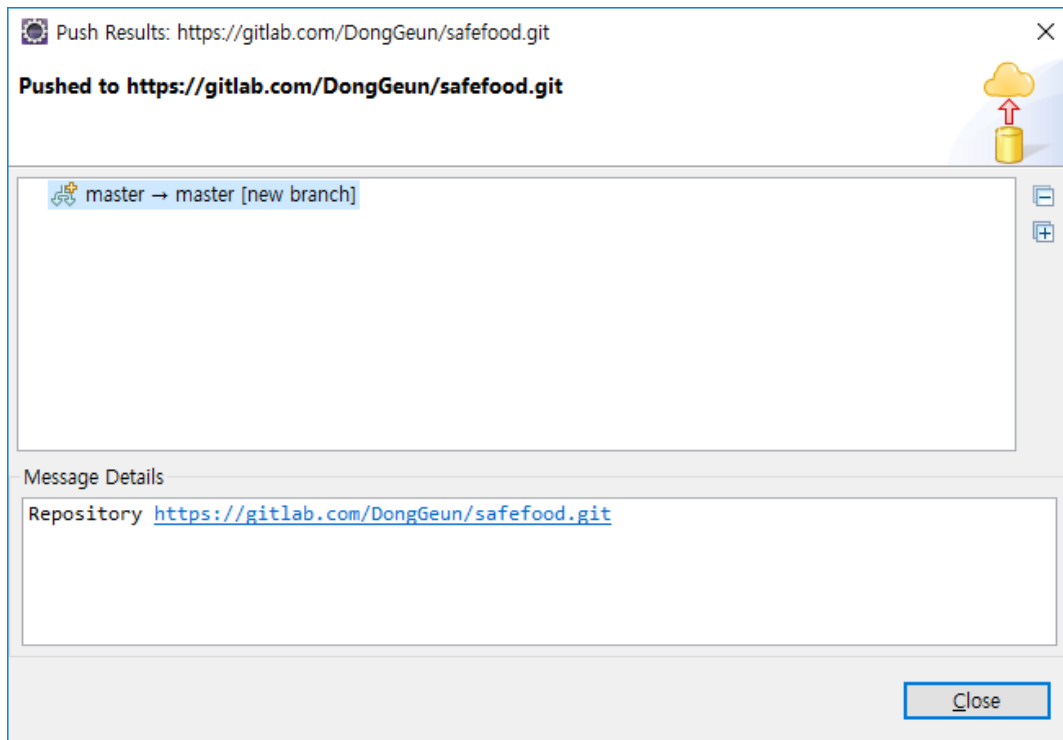 Push Results: https://gitlab.com/DongGeun/safefood.git
Pushed to https://gitlab.com/DongGeun/safefood.git
master → master [new branch]
Message Details
Repository https://gitlab.com/DongGeun/safefood.git
Close